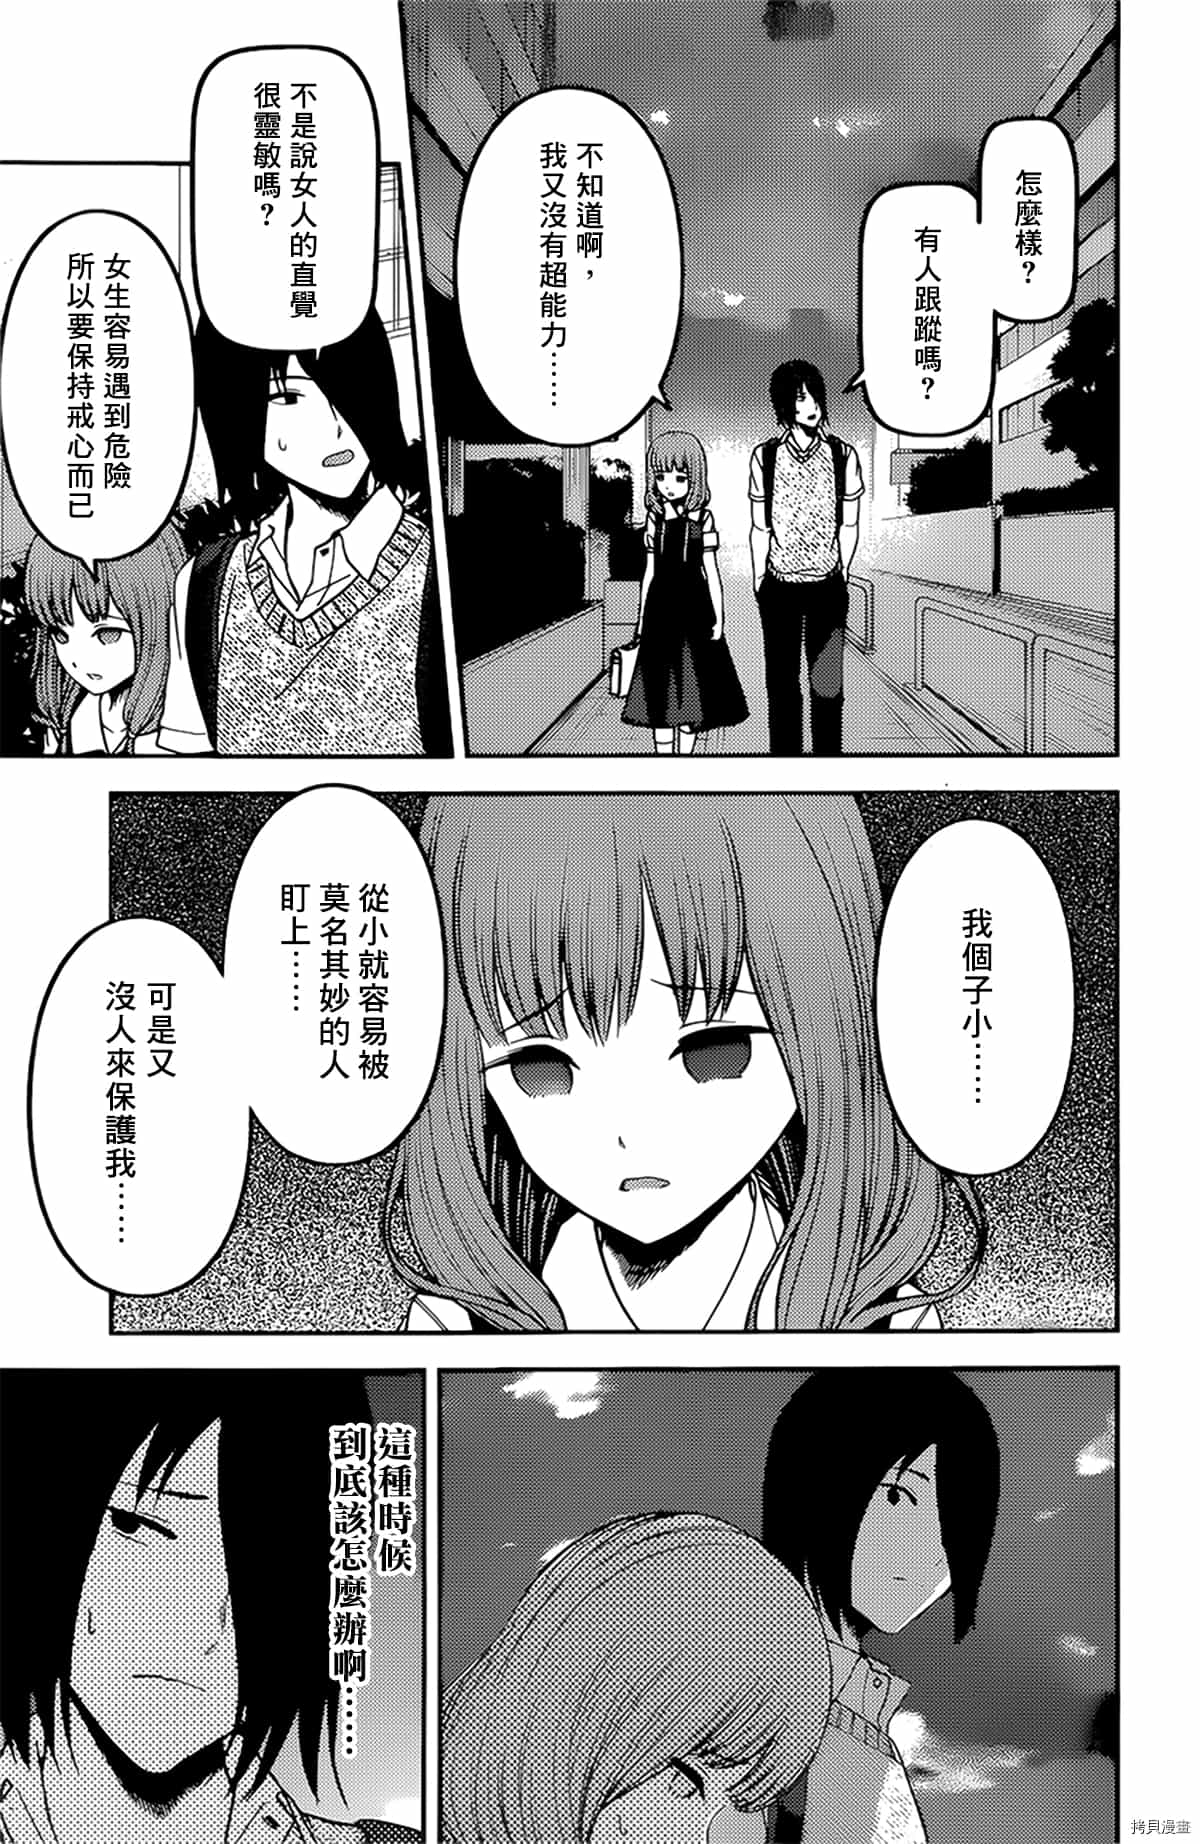 怎麼樣？
有人跟蹤嗎？
不知道啊，
我又沒有超能力……
不是說女人的直覺
很靈敏嗎？
女生容易遇到危險
所以要保持戒心而已
我個子小……
從小就容易被
莫名其妙的人
盯上……
可是又
沒人來保護我……
這種時候
到底該怎麼辦啊……
拷貝漫畫